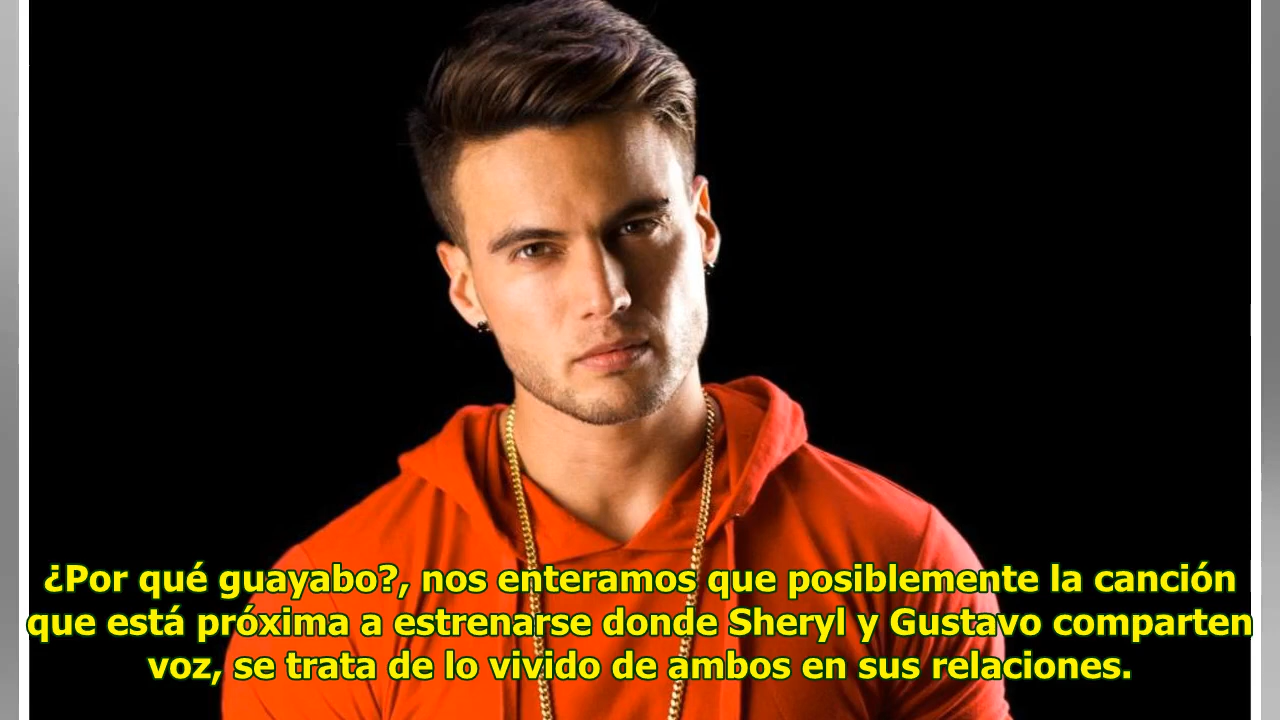 ¿Por qué guayabo?, nos enteramos que posiblemente la canción
que está próxima a estrenarse donde Sheryl y Gustavo comparten
voz, se trata de lo vivido de ambos en sus relaciones.